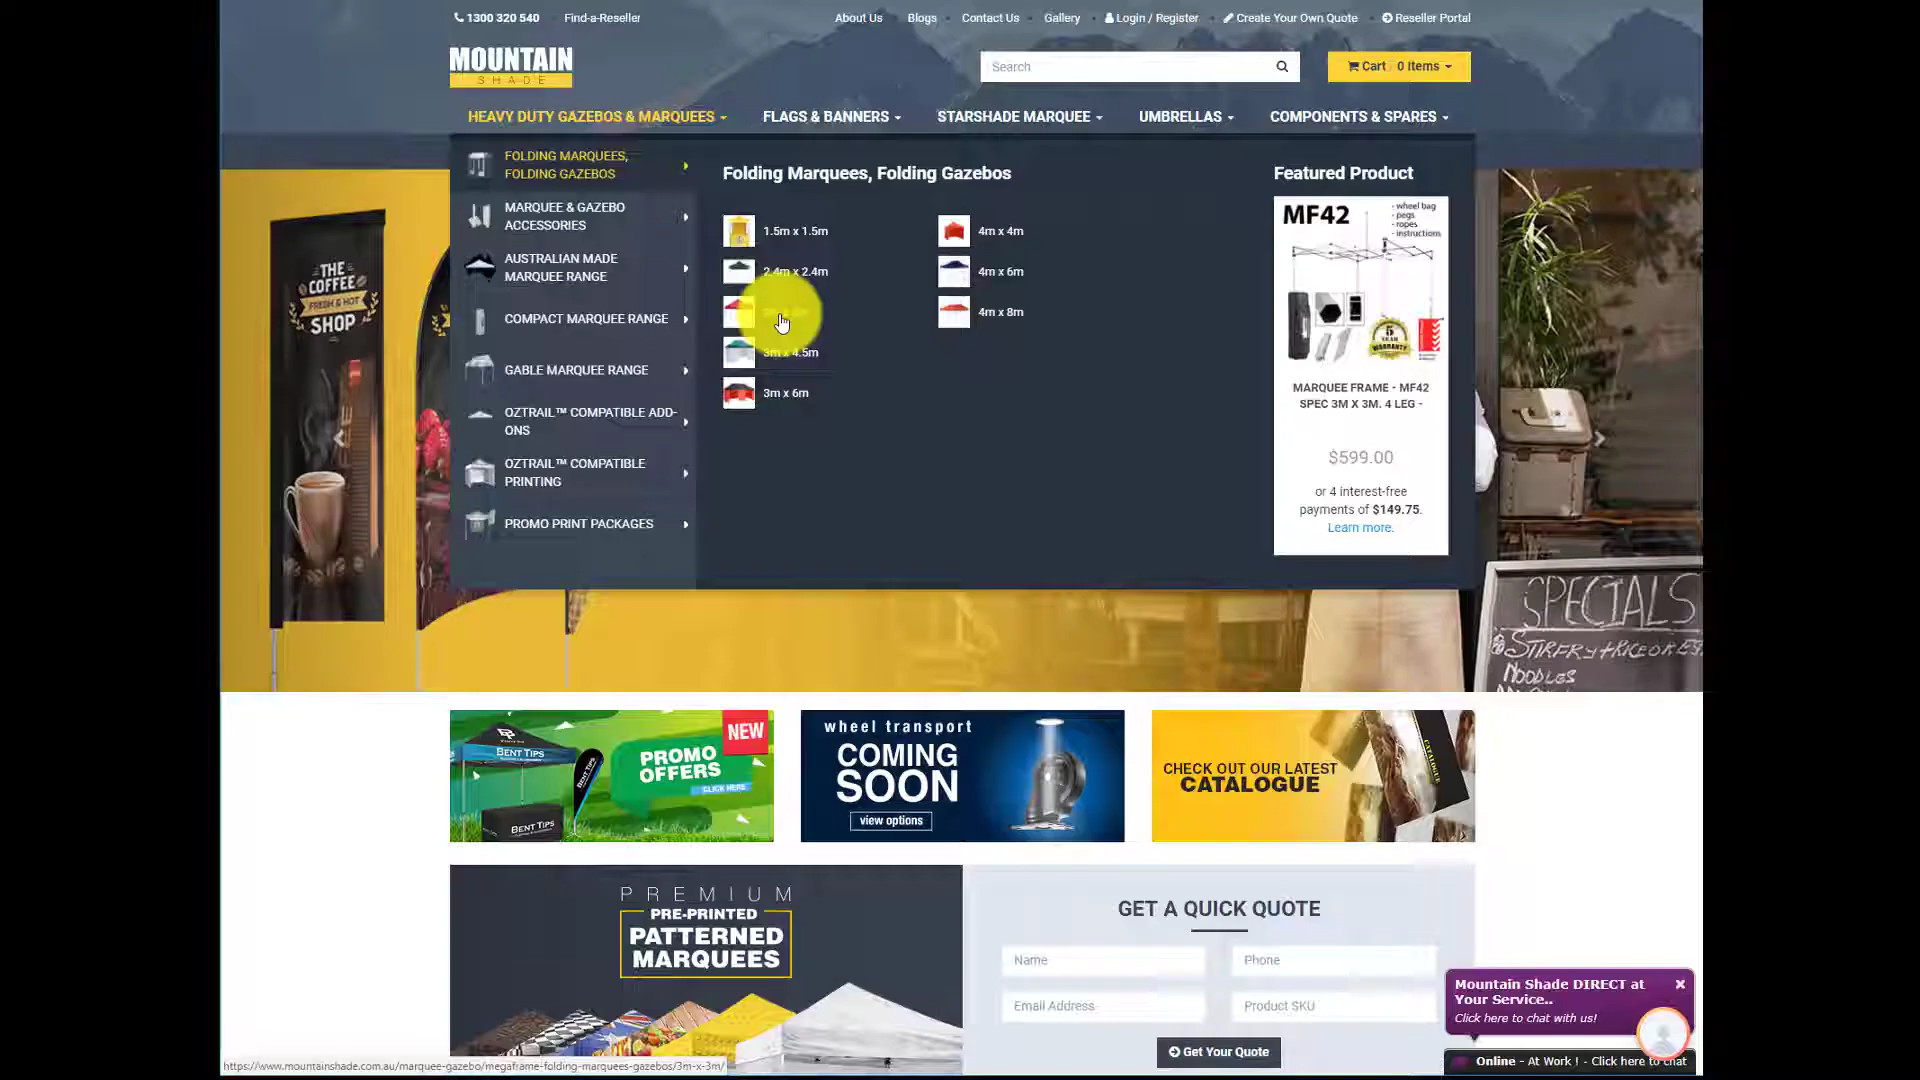 1300 320 540
Find-a-Reseller
About Us
Blogs
Contact Us
Gallery
Login / Register
Create Your Own Quote
Reseller Portal
MOUNTAIN
SHADE
Search
Cart 0 Items
HEAVY DUTY GAZEBOS & MARQUEES
FLAGS & BANNERS
STARSHADE MARQUEE
UMBRELLAS
COMPONENTS & SPARES
FOLDING MARQUEES,
FOLDING GAZEBOS
MARQUEE & GAZEBO
ACCESSORIES
AUSTRALIAN MADE
MARQUEE RANGE
COMPACT MARQUEE RANGE
GABLE MARQUEE RANGE
OZTRAIL™ COMPATIBLE ADD-
ONS
OZTRAIL™ COMPATIBLE
PRINTING
PROMO PRINT PACKAGES
Folding Marquees, Folding Gazebos
1.5m x 1.5m
2.4m x 2.4m
3m x 4.5m
3m x 6m
4m x 4m
4m x 6m
4m x 8m
Featured Product
MF42
- wheel bag
- pegs
- ropes
- instructions
5
YEAR
WARRANTY
MARQUEE FRAME - MF42
SPEC 3M X 3M. 4 LEG -
$599.00
or 4 interest-free
payments of $149.75.
Learn more.
THE
COFFEE
FRESH & HOT
SHOP
SPECIALS
STIRFRY+RICE
NOODLES
BENT TIPS
BENT TIPS
BENT TIPS
NEW
PROMO
OFFERS
CLICK HERE
wheel transport
COMING
SOON
view options
CHECK OUT OUR LATEST
CATALOGUE
CATALOGUE
PREMIUM
PRE-PRINTED
PATTERNED
MARQUEES
GET A QUICK QUOTE
Name
Phone
Email Address
Product SKU
Get Your Quote
Mountain Shade DIRECT at
Your Service..
Click here to chat with us!
Online - At Work ! - Click here to chat
https://www.mountainshade.com.au/marquee-gazebo/megaframe-folding-marquees-gazebos/3m-x-3m/